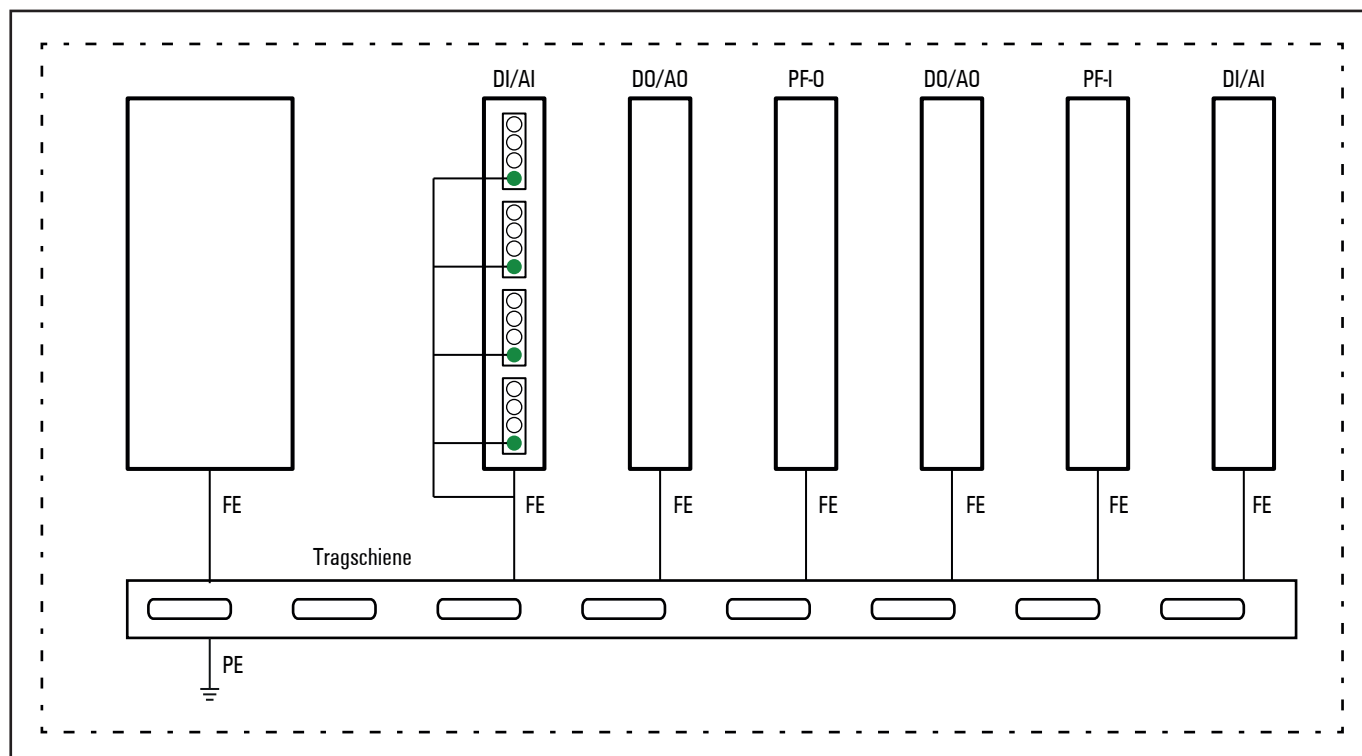 DI/AI
DO/AO
PF-O
DO/AO
PF-I
DI/AI
FE
FE
FE
FE
FE
FE
FE
Tragschiene
PE